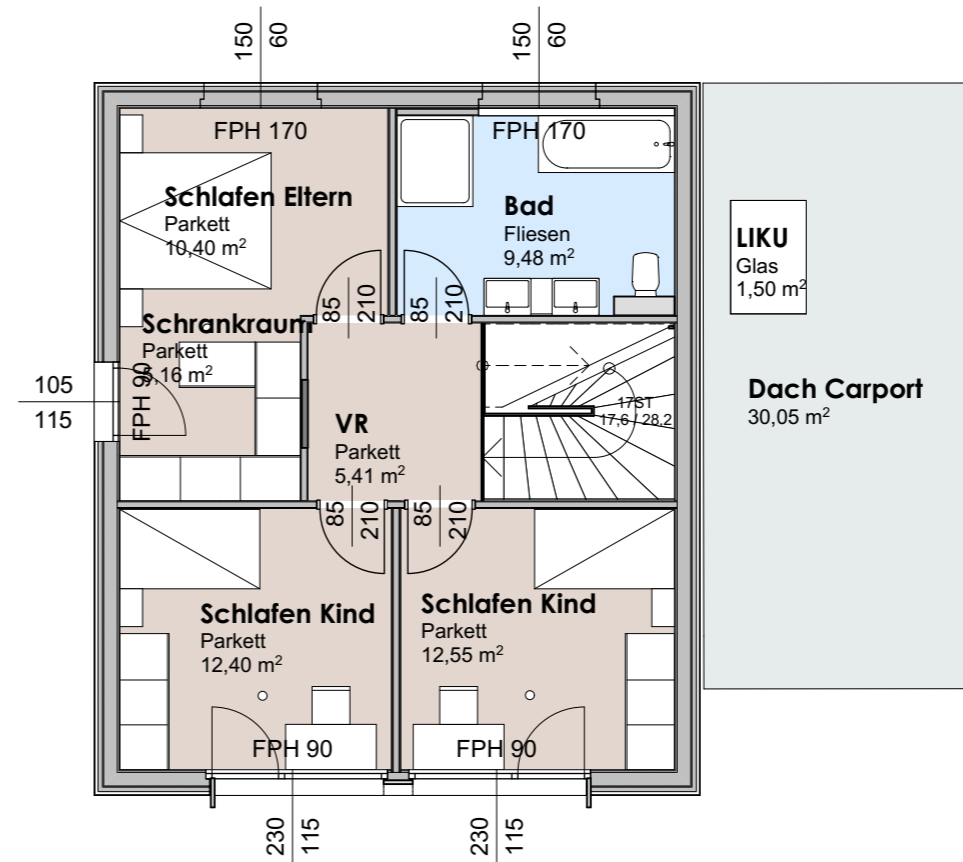 150
60
150
60
FPH 170
FPH 170
Schlafen Eltern
Parkett
10,40 m²
Bad
Fliesen
9,48 m²
LIKU
Glas
1,50 m²
85
210
85
210
Schrankraum
Parkett
5,16 m²
FPH 90
105
115
VR
Parkett
5,41 m²
17ST
17,6 / 28,2
Dach Carport
30,05 m²
85
210
85
210
Schlafen Kind
Parkett
12,40 m²
Schlafen Kind
Parkett
12,55 m²
FPH 90
FPH 90
230
115
230
115